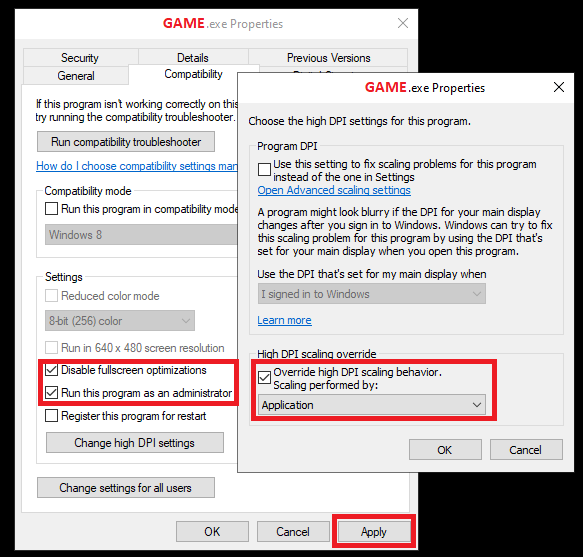 GAME.exe Properties
Security
Details
Previous Versions
General
Compatibility
If this program isn't working correctly on this
try running the compatibility troubleshooter.
Run compatibility troubleshooter
How do I choose compatibility settings man
Compatibility mode
Run this program in compatibility mode
Windows 8
Settings
Reduced color mode
8-bit (256) color
Run in 640 x 480 screen resolution
Disable fullscreen optimizations
Run this program as an administrator
Register this program for restart
Change high DPI settings
Change settings for all users
OK
Cancel
Apply
GAME.exe Properties
Choose the high DPI settings for this program.
Program DPI
Use this setting to fix scaling problems for this program
instead of the one in Settings
Open Advanced scaling settings
A program might look blurry if the DPI for your main display
changes after you sign in to Windows. Windows can try to fix
this scaling problem for this program by using the DPI that's
set for your main display when you open this program.
Use the DPI that's set for my main display when
I signed in to Windows
Learn more
High DPI scaling override
Override high DPI scaling behavior.
Scaling performed by:
Application
OK
Cancel